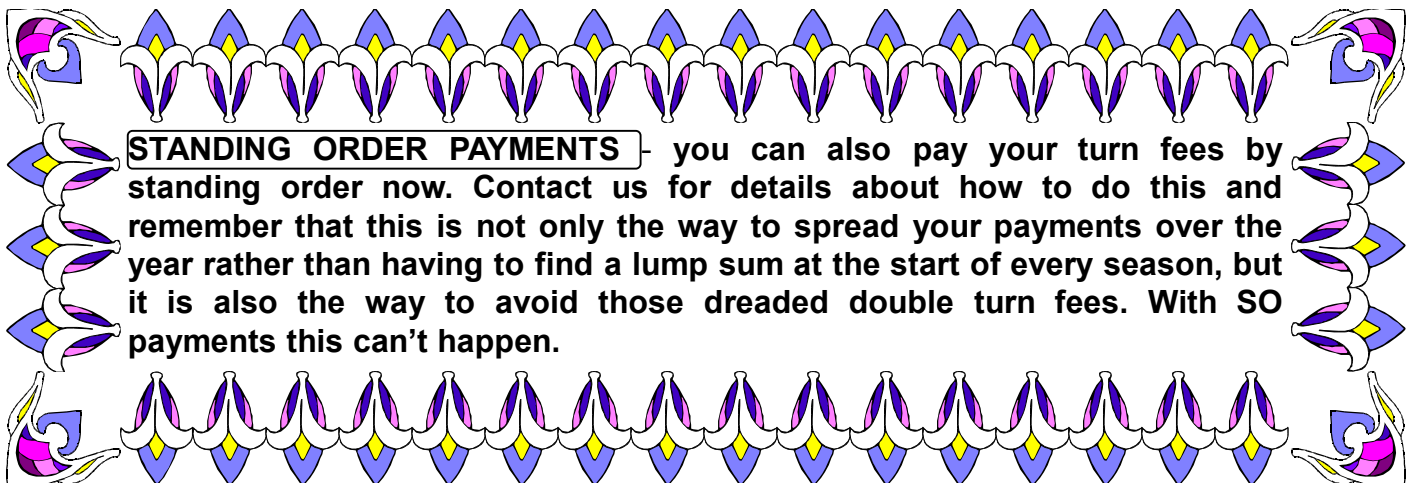 STANDING ORDER PAYMENTS - you can also pay your turn fees by
standing order now. Contact us for details about how to do this and
remember that this is not only the way to spread your payments over the
year rather than having to find a lump sum at the start of every season, but
it is also the way to avoid those dreaded double turn fees. With SO
payments this can’t happen.